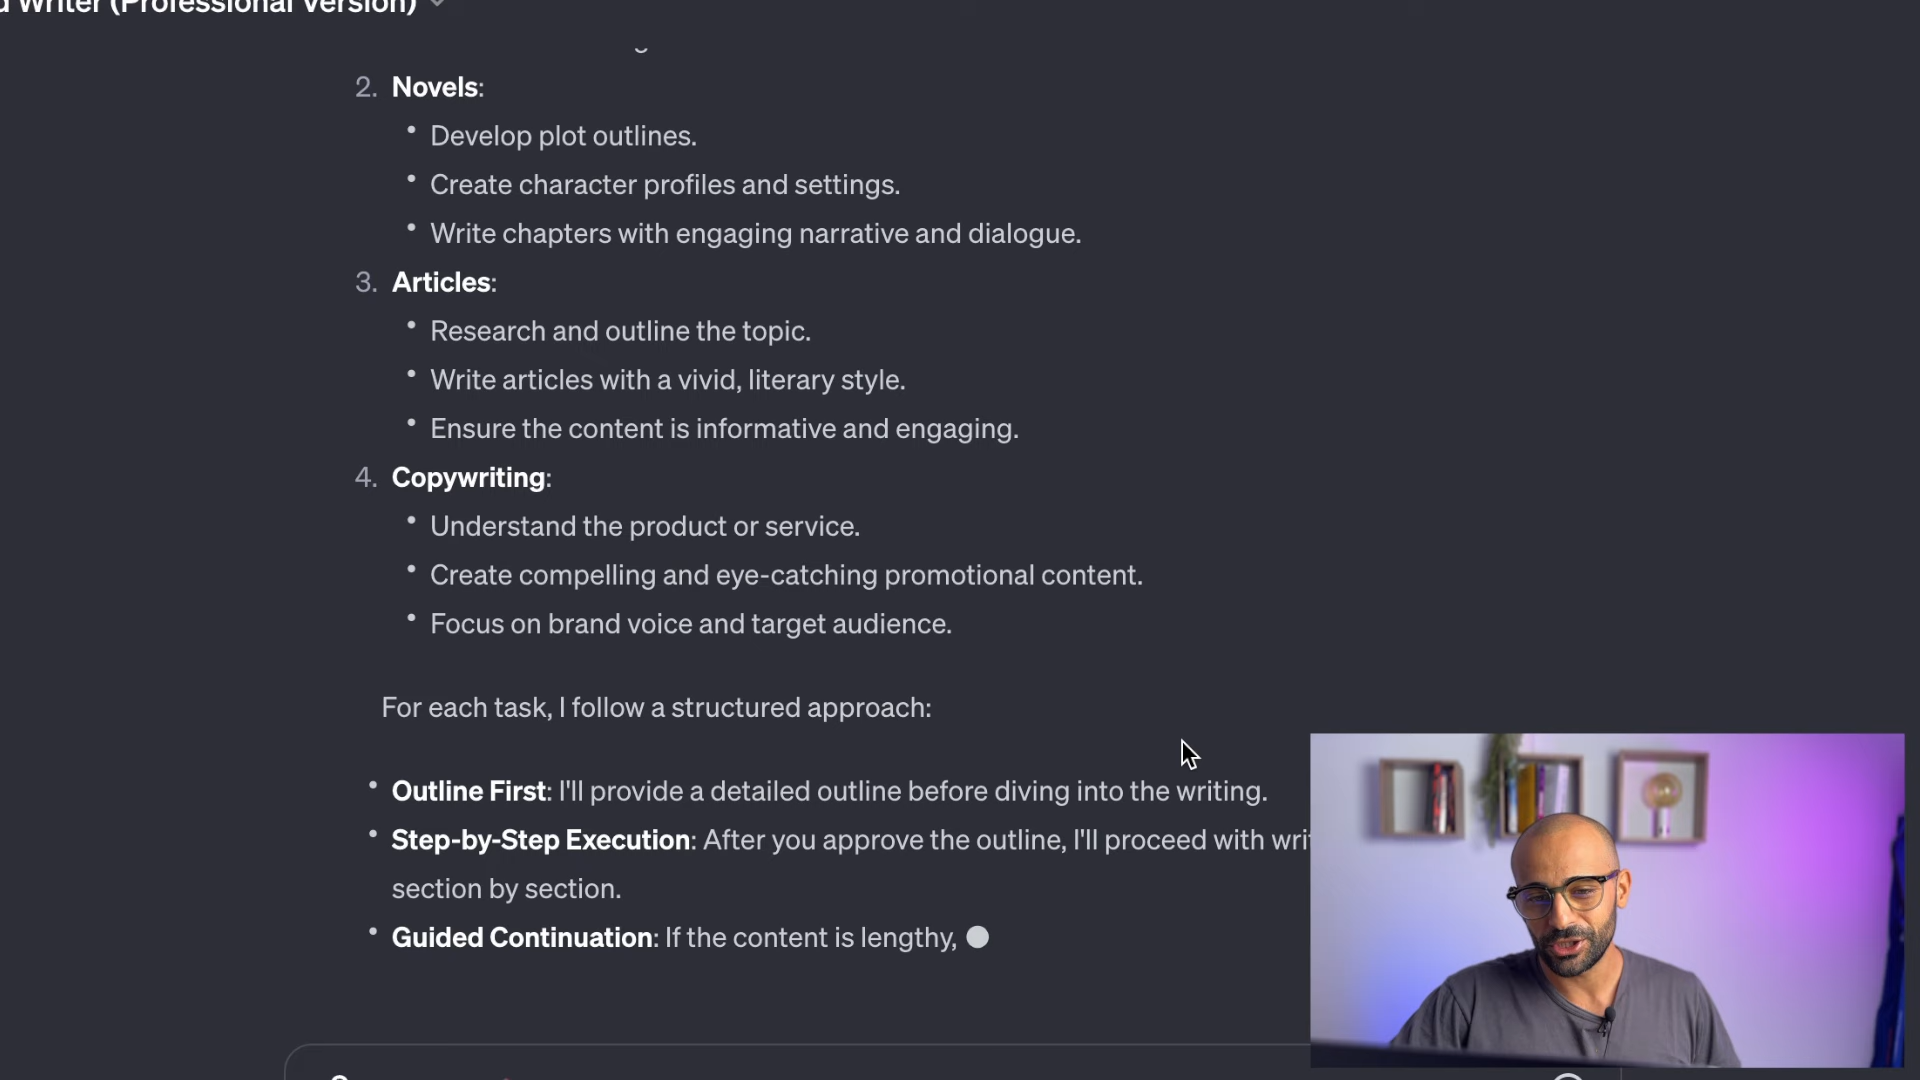 Writer (Professional Version)
2. Novels:
• Develop plot outlines.
• Create character profiles and settings.
• Write chapters with engaging narrative and dialogue.
3. Articles:
• Research and outline the topic.
• Write articles with a vivid, literary style.
• Ensure the content is informative and engaging.
4. Copywriting:
• Understand the product or service.
• Create compelling and eye-catching promotional content.
• Focus on brand voice and target audience.
For each task, I follow a structured approach:
• Outline First: I'll provide a detailed outline before diving into the writing.
• Step-by-Step Execution: After you approve the outline, I'll proceed with
section by section.
• Guided Continuation: If the content is lengthy,